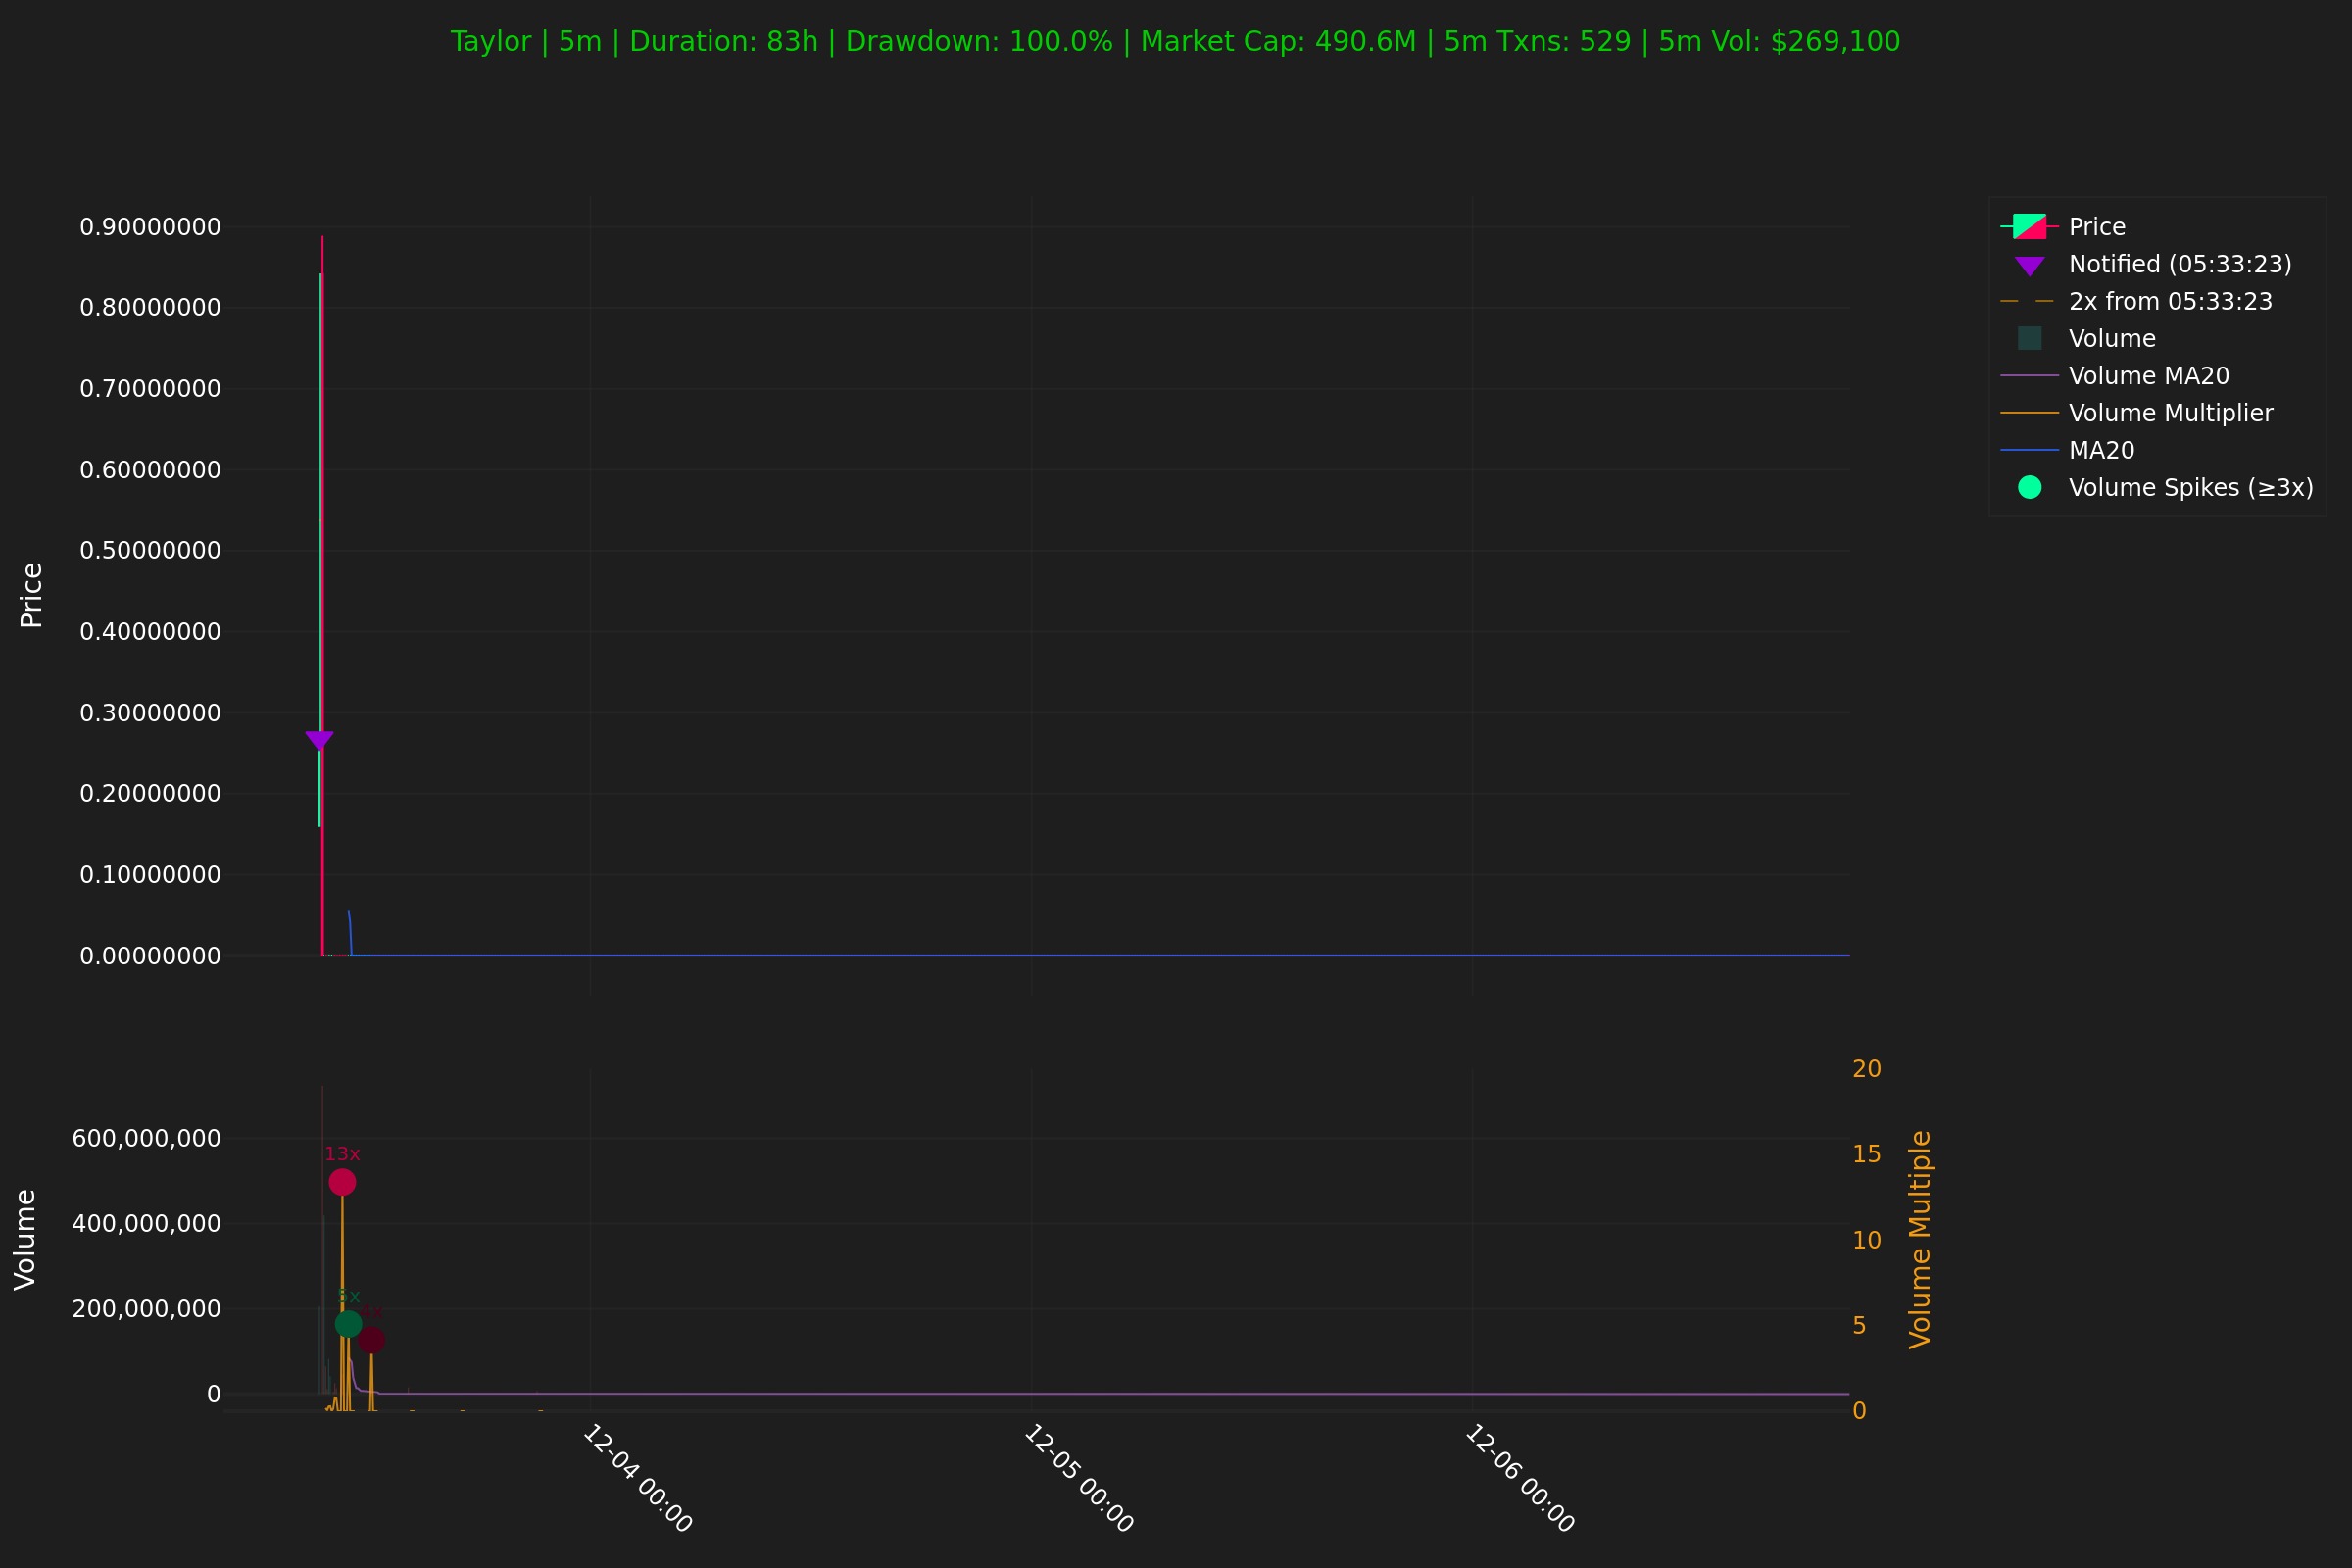 Taylor | 5m | Duration: 83h | Drawdown: 100.0% | Market Cap: 490.6M | 5m Txns: 529 | 5m Vol: $269,100
Price
0.90000000
0.80000000
0.70000000
0.60000000
0.50000000
0.40000000
0.30000000
0.20000000
0.10000000
0.00000000
Price
Notified (05:33:23)
2x from 05:33:23
Volume
Volume MA20
Volume Multiplier
MA20
Volume Spikes (≥3x)
Volume
600,000,000
400,000,000
200,000,000
0
13x
5x
20
15
10
5
0
Volume Multiple
12-04 00:00
12-05 00:00
12-06 00:00